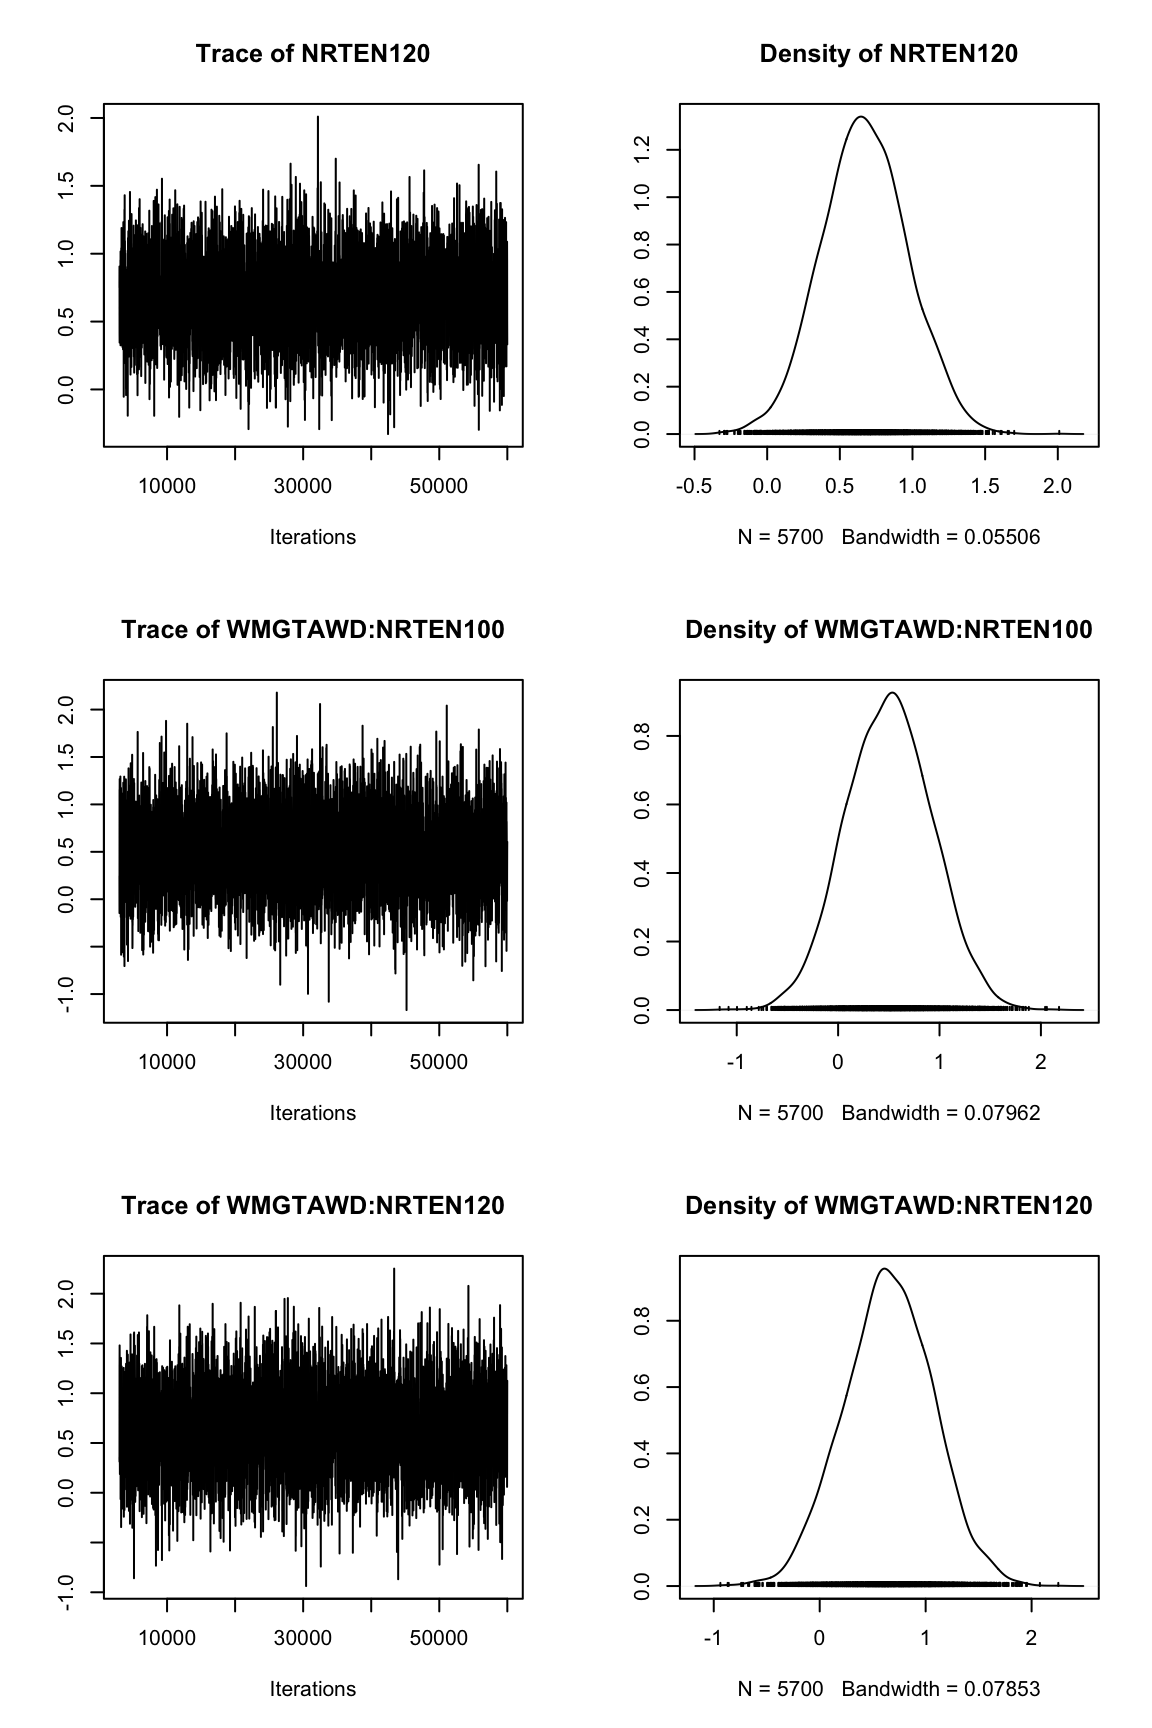 Trace of NRTEN120
0.0 0.5 1.0 1.5 2.0
10000 30000 50000
Iterations
Density of NRTEN120
0.0 0.2 0.4 0.6 0.8 1.0 1.2
-0.5 0.0 0.5 1.0 1.5 2.0
N = 5700 Bandwidth = 0.05506
Trace of WMGTAWD:NRTEN100
-1.0 0.0 0.5 1.0 1.5 2.0
10000 30000 50000
Iterations
Density of WMGTAWD:NRTEN100
0.0 0.2 0.4 0.6 0.8
-1 0 1 2
N = 5700 Bandwidth = 0.07962
Trace of WMGTAWD:NRTEN120
-1.0 0.0 0.5 1.0 1.5 2.0
10000 30000 50000
Iterations
Density of WMGTAWD:NRTEN120
0.0 0.2 0.4 0.6 0.8
-1 0 1 2
N = 5700 Bandwidth = 0.07853